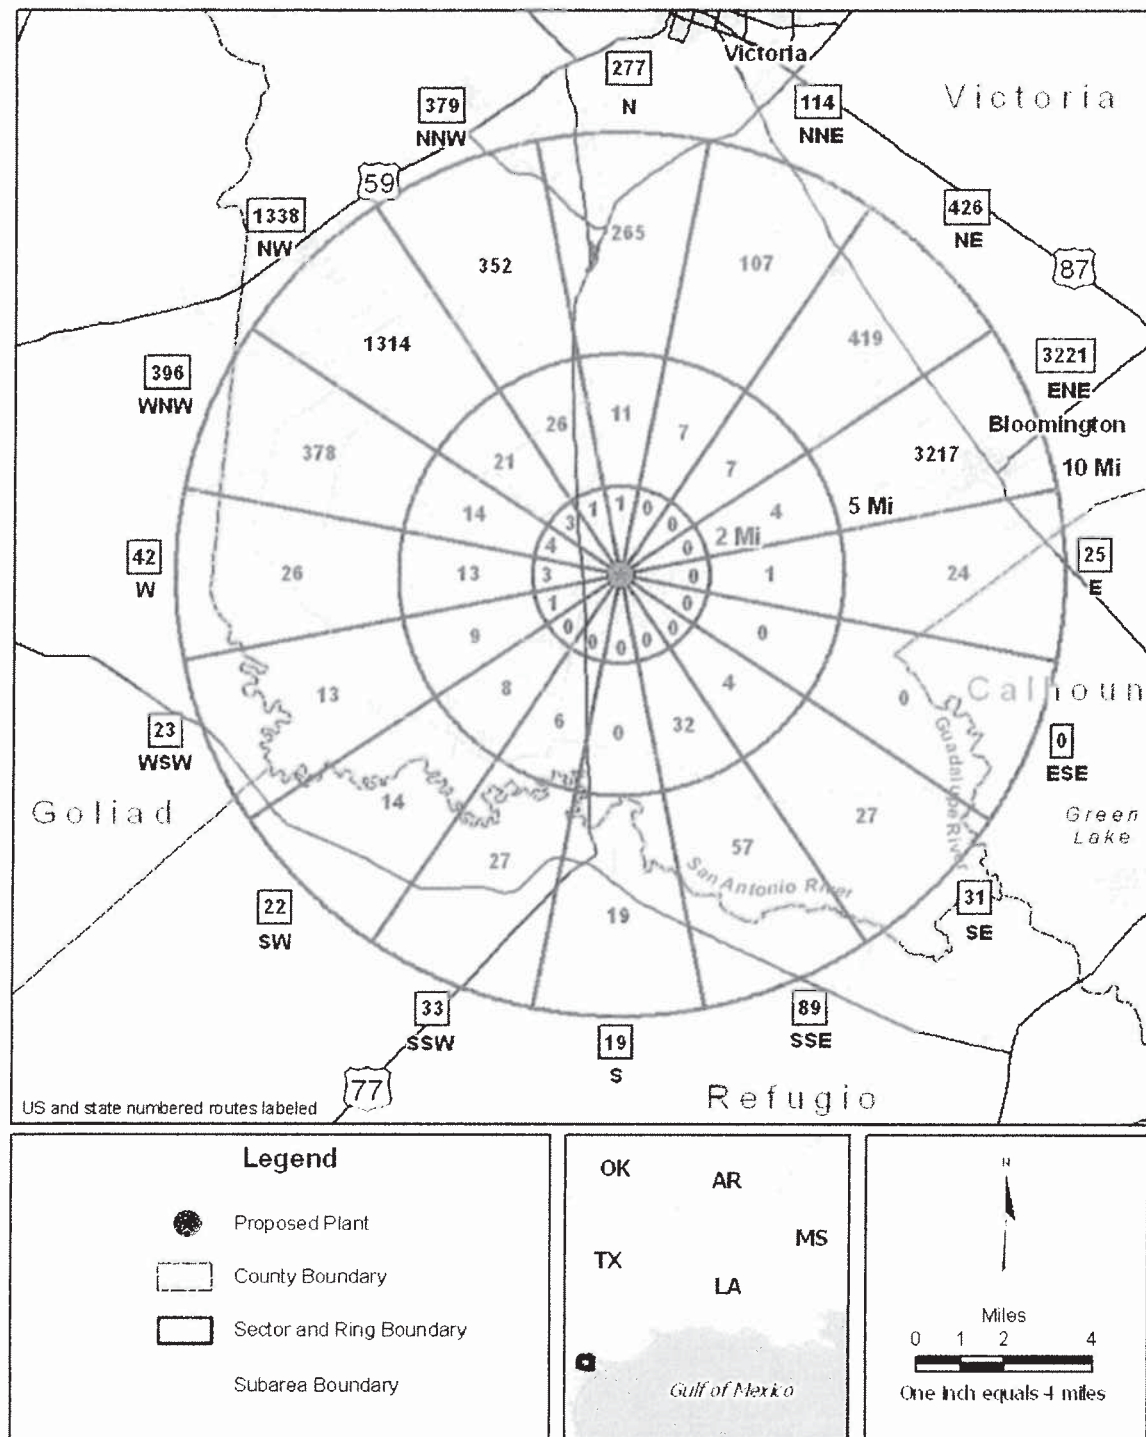 Victoria
277
N
379
NNW
114
NNE
Victoria
59
1338
NW
426
NE
87
265
352
107
1314
419
3221
ENE
396
WNW
Bloomington
10 Mi
3217
378
26
11
7
21
7
14
4
5 Mi
2 Mi
3
1
1
0
0
4
0
42
W
26
13
3
0
1
24
25
E
1
0
0
0
0
0
0
0
9
0
13
8
4
0
Calhoun
6
0
32
23
WSW
0
ESE
Guadalupe River
Goliad
14
27
Green
Lake
27
57
San Antonio River
22
SW
19
31
SE
33
SSW
19
S
89
SSE
77
Refugio
US and state numbered routes labeled
Legend
Proposed Plant
County Boundary
Sector and Ring Boundary
Subarea Boundary
OK
AR
MS
TX
LA
Gulf of Mexico
N
Miles
0 1 2 4
One Inch equals 4 miles